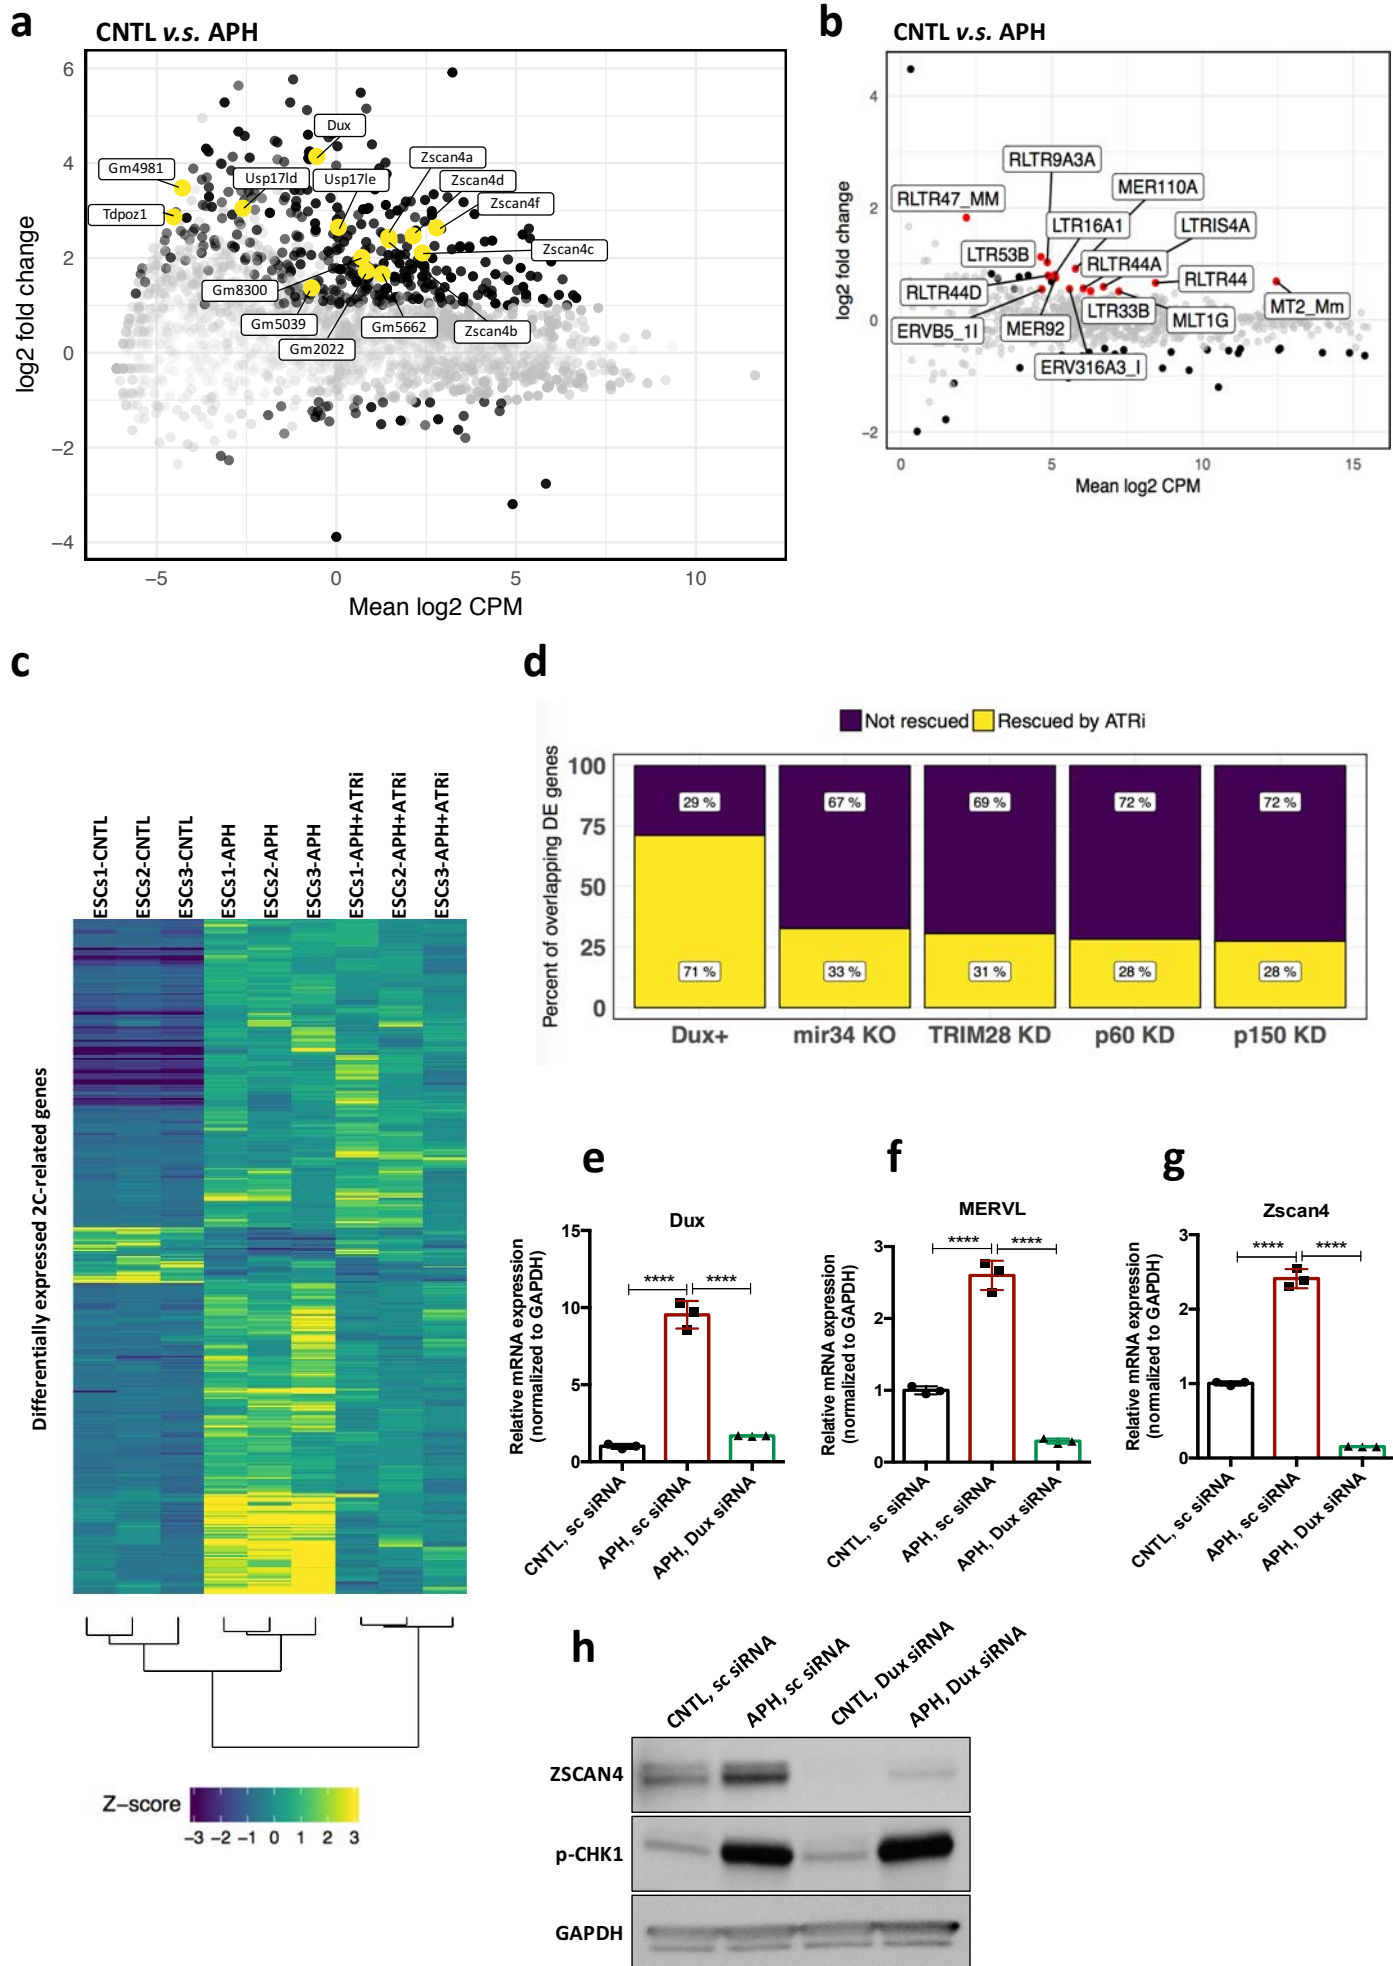 a
CNTL v.s. APH
log2 fold change
6
4
2
0
−2
−4
Dux
Zscan4a
Gm4981
Usp17ld
Usp17le
Zscan4d
Zscan4f
Tdpoz1
Zscan4c
Gm8300
Gm5039
Gm5662
Zscan4b
Gm2022
−5
0
5
10
Mean log2 CPM
b
CNTL v.s. APH
log2 fold change
4
2
0
−2
RLTR9A3A
MER110A
RLTR47_MM
LTR16A1
LTRIS4A
LTR53B
RLTR44A
RLTR44
RLTR44D
LTR33B
MT2_Mm
ERVB5_1I
MER92
MLT1G
ERV316A3_I
0
5
10
15
Mean log2 CPM
c
ESCs1-CNTL
ESCs2-CNTL
ESCs3-CNTL
ESCs1-APH
ESCs2-APH
ESCs3-APH
ESCs1-APH+ATRi
ESCs2-APH+ATRi
ESCs3-APH+ATRi
Differentially expressed 2C-related genes
Z-score
−3 −2 −1 0 1 2 3
d
Not rescued
Rescued by ATRi
Percent of overlapping DE genes
100
75
50
25
0
29 %
67 %
69 %
72 %
72 %
71 %
33 %
31 %
28 %
28 %
Dux+
mir34 KO
TRIM28 KD
p60 KD
p150 KD
e
Dux
Relative mRNA expression
(normalized to GAPDH)
15
10
5
0
****
****
CNTL, sc siRNA
APH, sc siRNA
APH, Dux siRNA
f
MERVL
Relative mRNA expression
(normalized to GAPDH)
3
2
1
0
****
****
CNTL, sc siRNA
APH, sc siRNA
APH, Dux siRNA
g
Zscan4
Relative mRNA expression
(normalized to GAPDH)
3
2
1
0
****
****
CNTL, sc siRNA
APH, sc siRNA
APH, Dux siRNA
h
CNTL, sc siRNA
APH, sc siRNA
CNTL, Dux siRNA
APH, Dux siRNA
ZSCAN4
p-CHK1
GAPDH